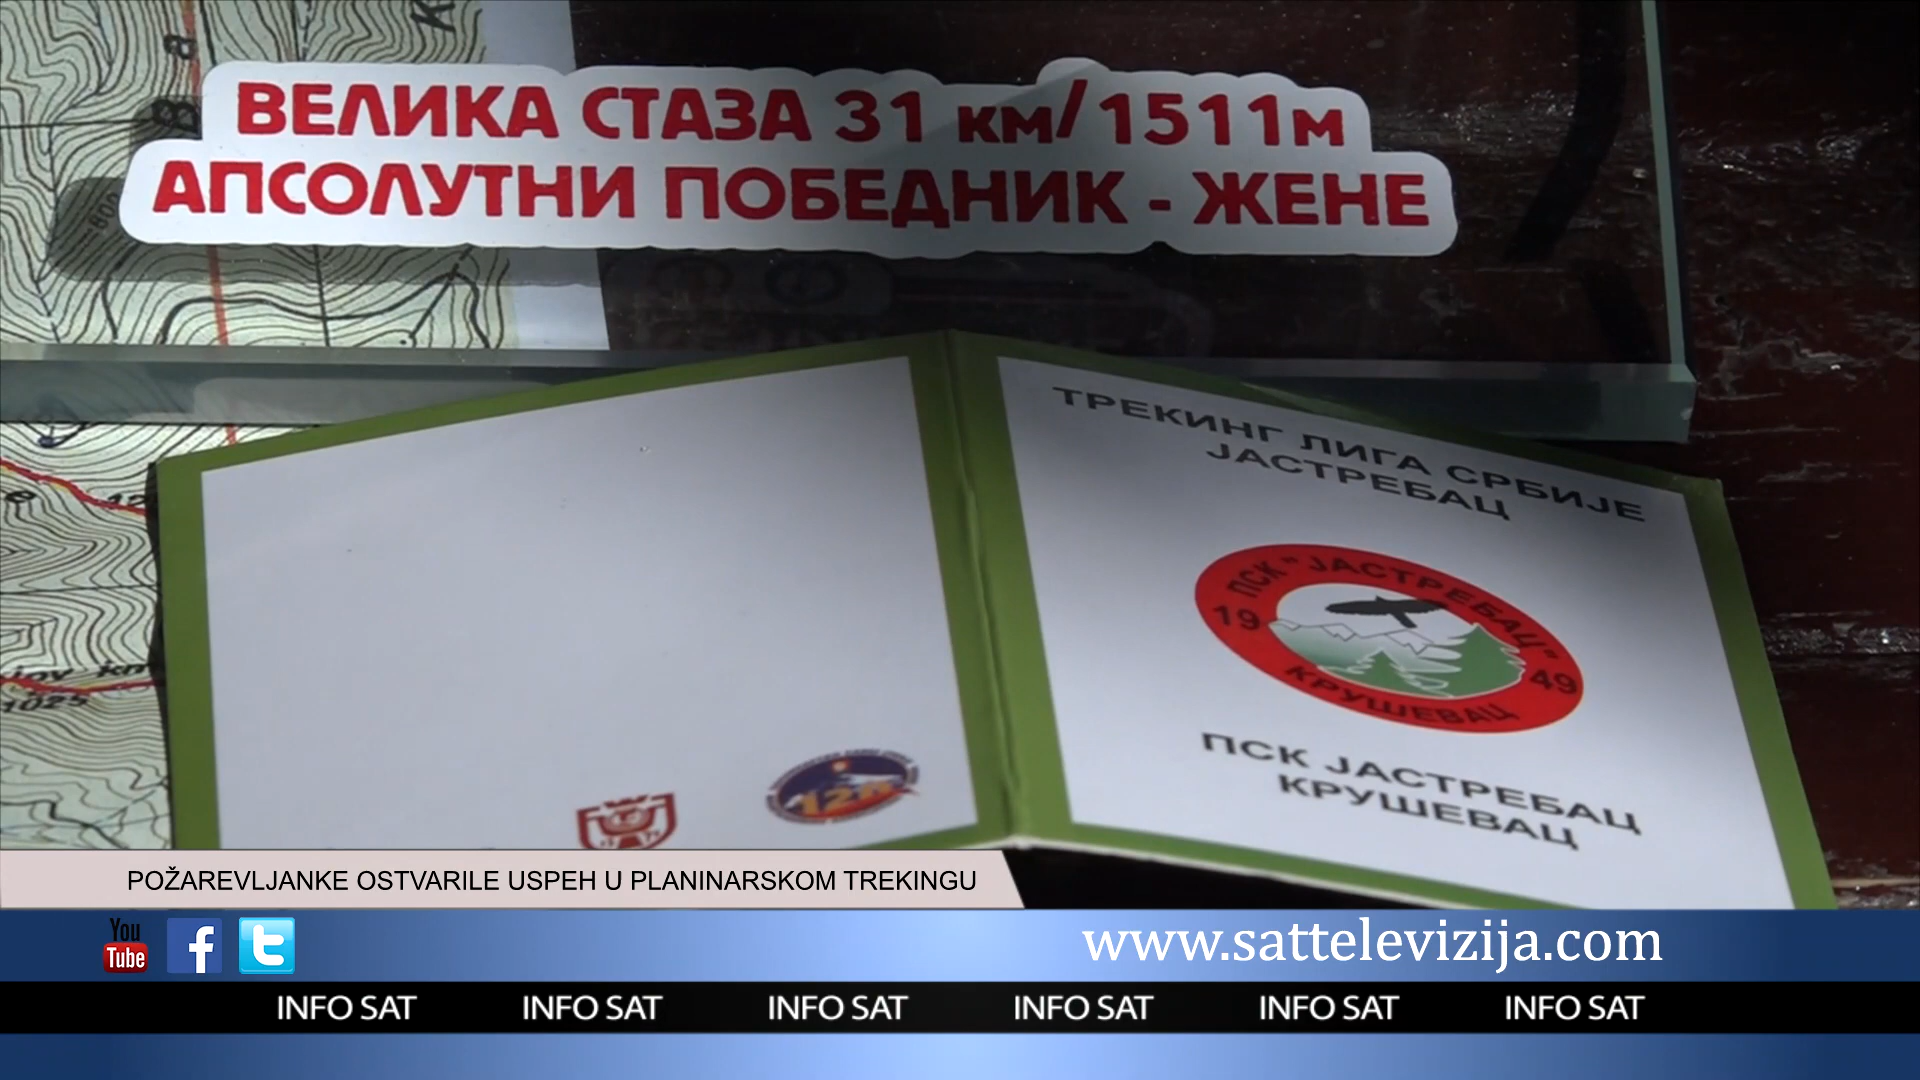 ВЕЛИКА СТАЗА 31 км/1511м
АПСОЛУТНИ ПОБЕДНИК - ЖЕНЕ
B a
K
800
ТРЕКИНГ ЛИГА СРБИЈЕ
ЈАСТРЕБАЦ
ПСК "ЈАСТРЕБАЦ"
19 49
КРУШЕВАЦ
ПСК ЈАСТРЕБАЦ
КРУШЕВАЦ
1025
POŽAREVLJANKE OSTVARILE USPEH U PLANINARSKOM TREKINGU
You
Tube
www.sattelevizija.com
INFO SAT INFO SAT INFO SAT INFO SAT INFO SAT INFO SAT